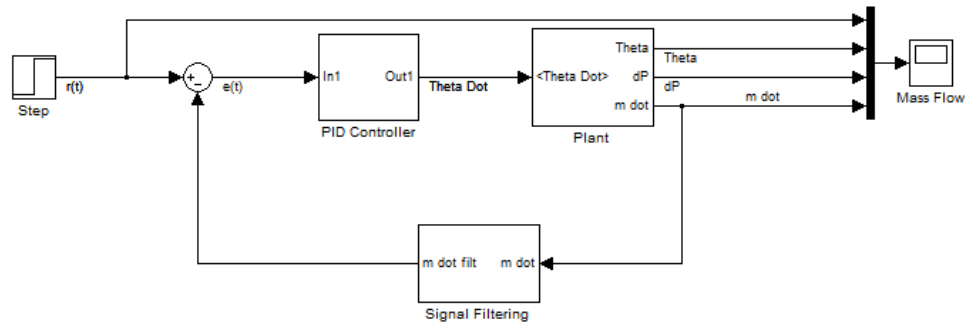 Step
r(t)
+
−
e(t)
In1
Out1
PID Controller
Theta Dot
<Theta Dot>
Theta
dP
m dot
Plant
Theta
dP
m dot
Mass Flow
m dot filt
m dot
Signal Filtering